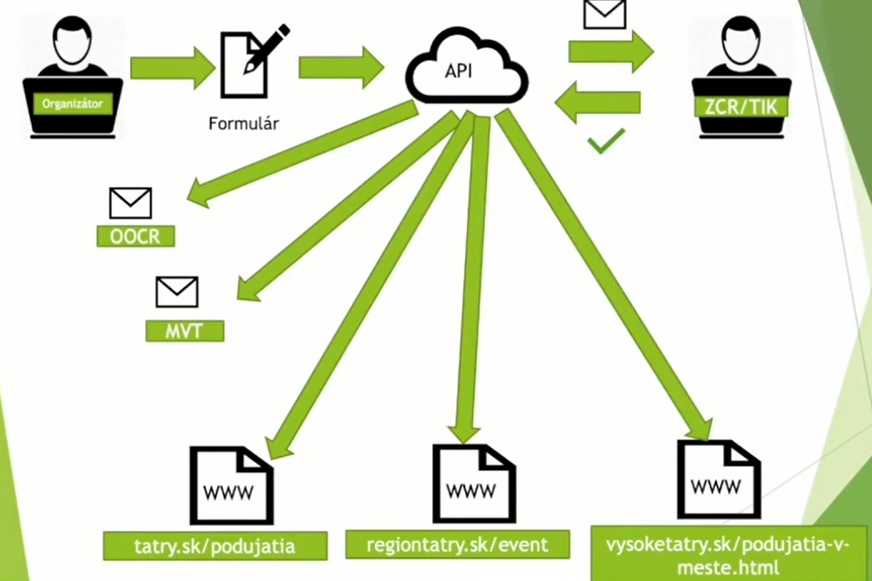 Organizátor
Formulár
API
ZCR/TIK
OOCR
MVT
WWW
WWW
WWW
tatry.sk/podujatia
regiontatry.sk/event
vysoketatry.sk/podujatia-v-
meste.html